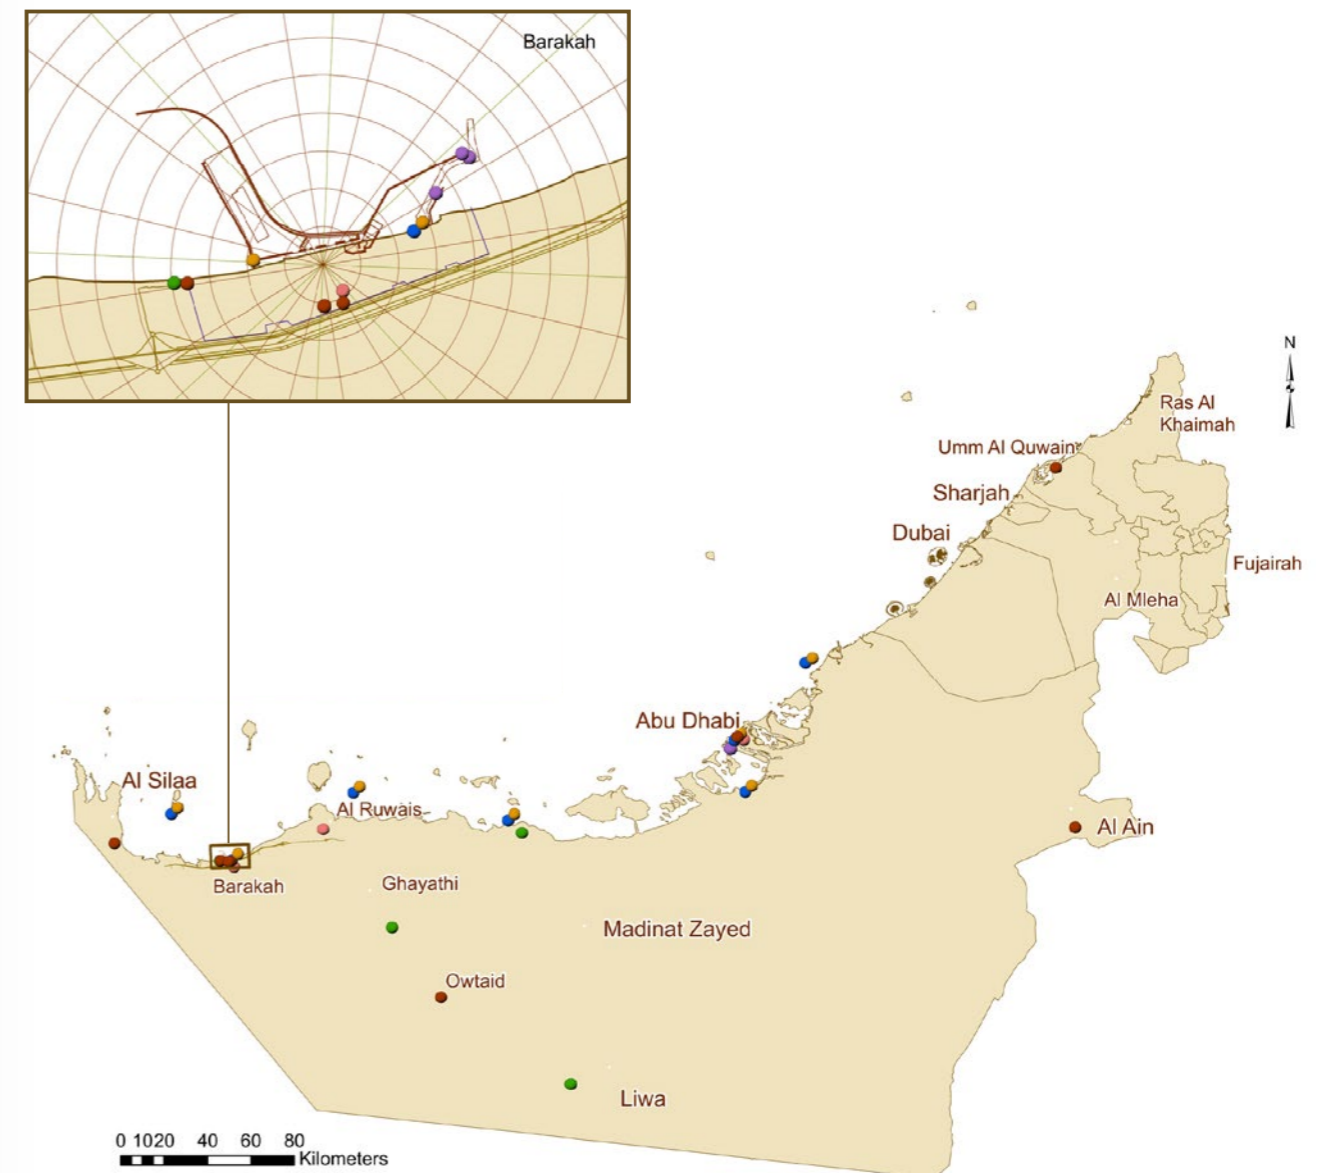 Barakah
N
Ras Al
Khaimah
Umm Al Quwain
Sharjah
Dubai
Fujairah
Al Mleha
Abu Dhabi
Al Silaa
Al Ruwais
Al Ain
Barakah
Ghayathi
Madinat Zayed
Owtaid
Liwa
0 1020 40 60 80
Kilometers